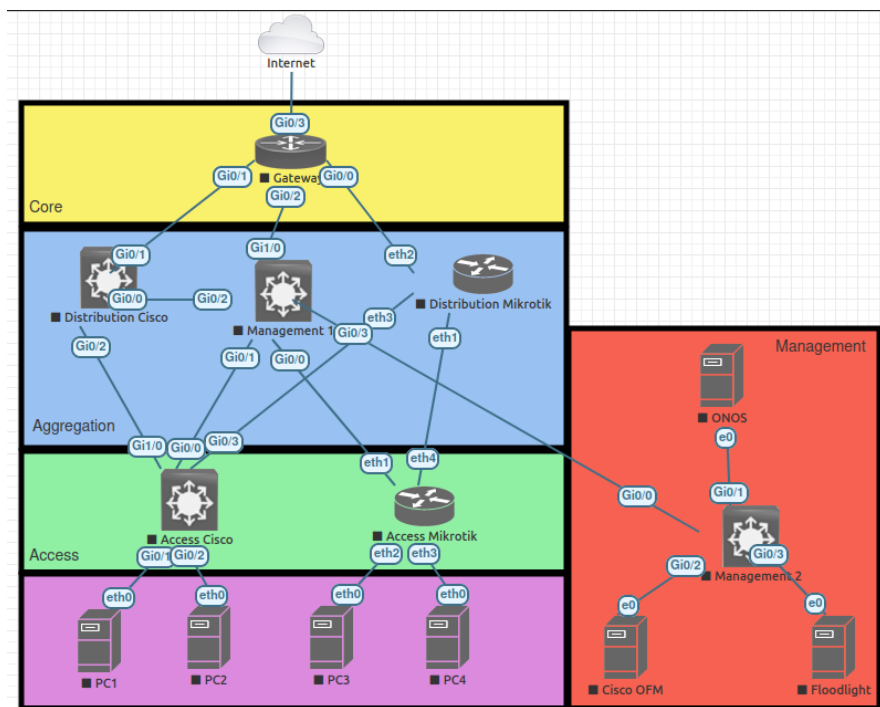 Internet
Gi0/3
Gi0/1
Gateway
Gi0/0
Gi0/2
Core
Gi0/1
Gi1/0
eth2
Gi0/0
Gi0/2
Distribution Cisco
Management 1
Distribution Mikrotik
eth3
Gi0/3
eth1
Gi0/2
Gi0/1
Gi0/0
Management
Aggregation
ONOS
Gi1/0
Gi0/0
Gi0/3
e0
eth1
eth4
Gi0/0
Gi0/1
Access Cisco
Access Mikrotik
Access
Gi0/1
Gi0/2
eth2
eth3
Gi0/2
Gi0/3
Management 2
eth0
eth0
eth0
eth0
e0
e0
PC1
PC2
PC3
PC4
Cisco OFM
Floodlight